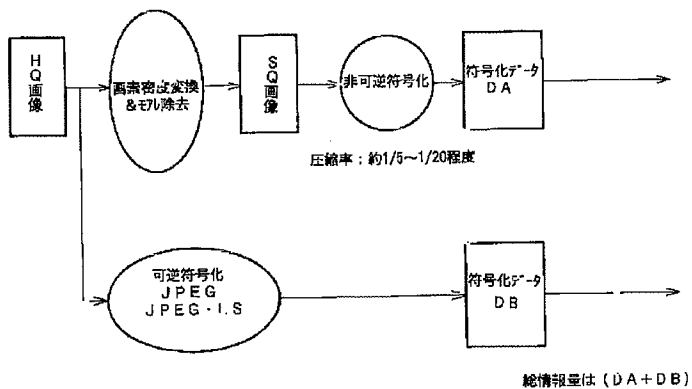 HQ画像
画素密度変換
&モアレ除去
SQ画像
非可逆符号化
符号化データ
DA
圧縮率：約1/5～1/20程度
可逆符号化
JPEG
JPEG・I.S
符号化データ
DB
総情報量は（DA+DB）